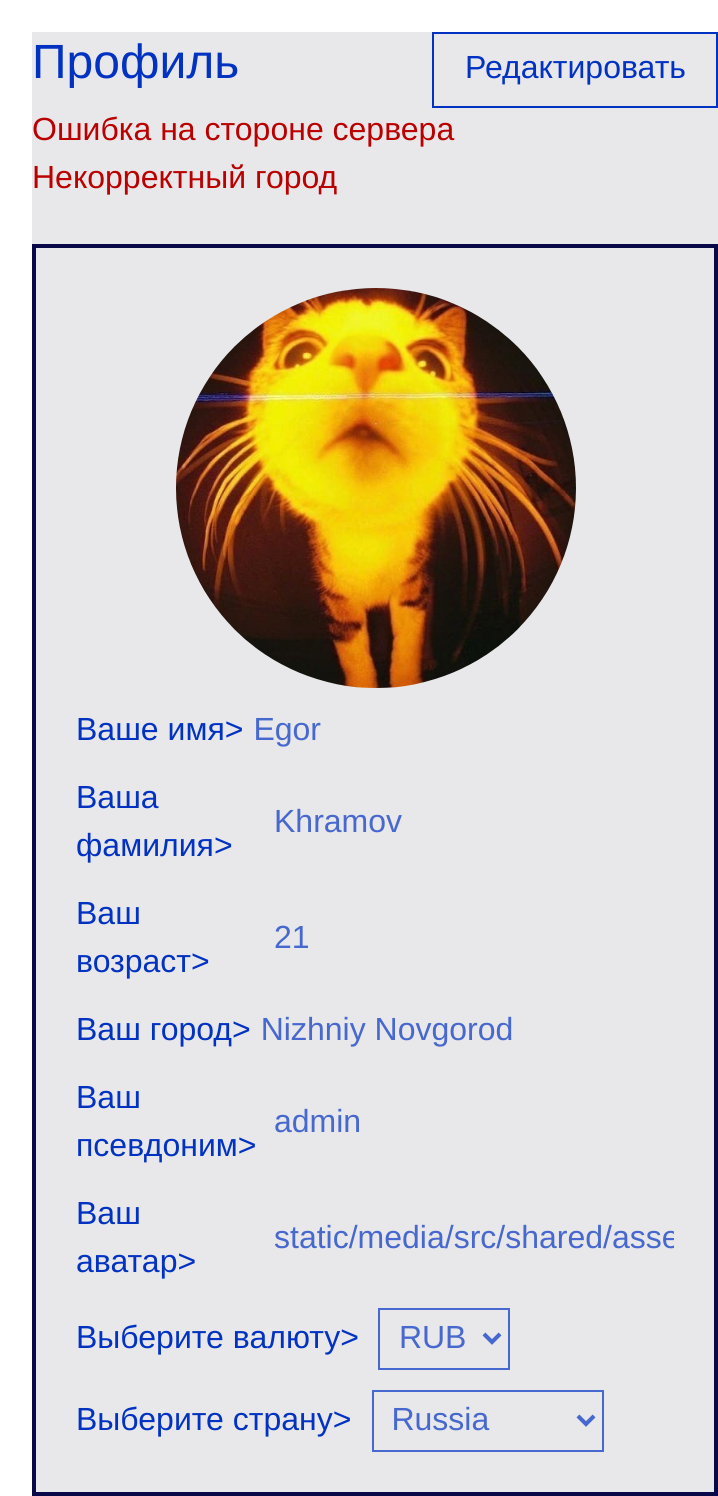 Профиль
Редактировать
Ошибка на стороне сервера
Некорректный город
Ваше имя> Egor
Ваша
фамилия>
Khramov
Ваш
возраст>
21
Ваш город> Nizhniy Novgorod
Ваш
псевдоним>
admin
Ваш
аватар>
static/media/src/shared/asse
Выберите валюту> RUB
Выберите страну> Russia